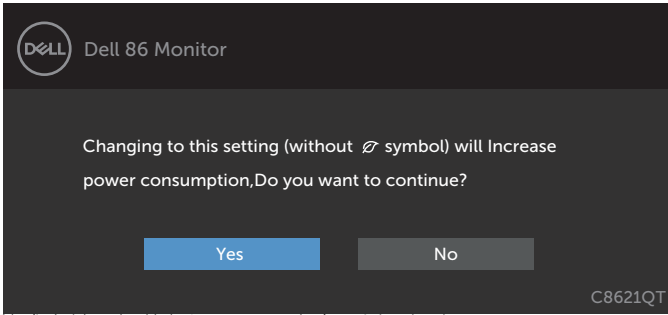 DELL
Dell 86 Monitor
Changing to this setting (without symbol) will Increase
power consumption,Do you want to continue?
Yes
No
C8621QT